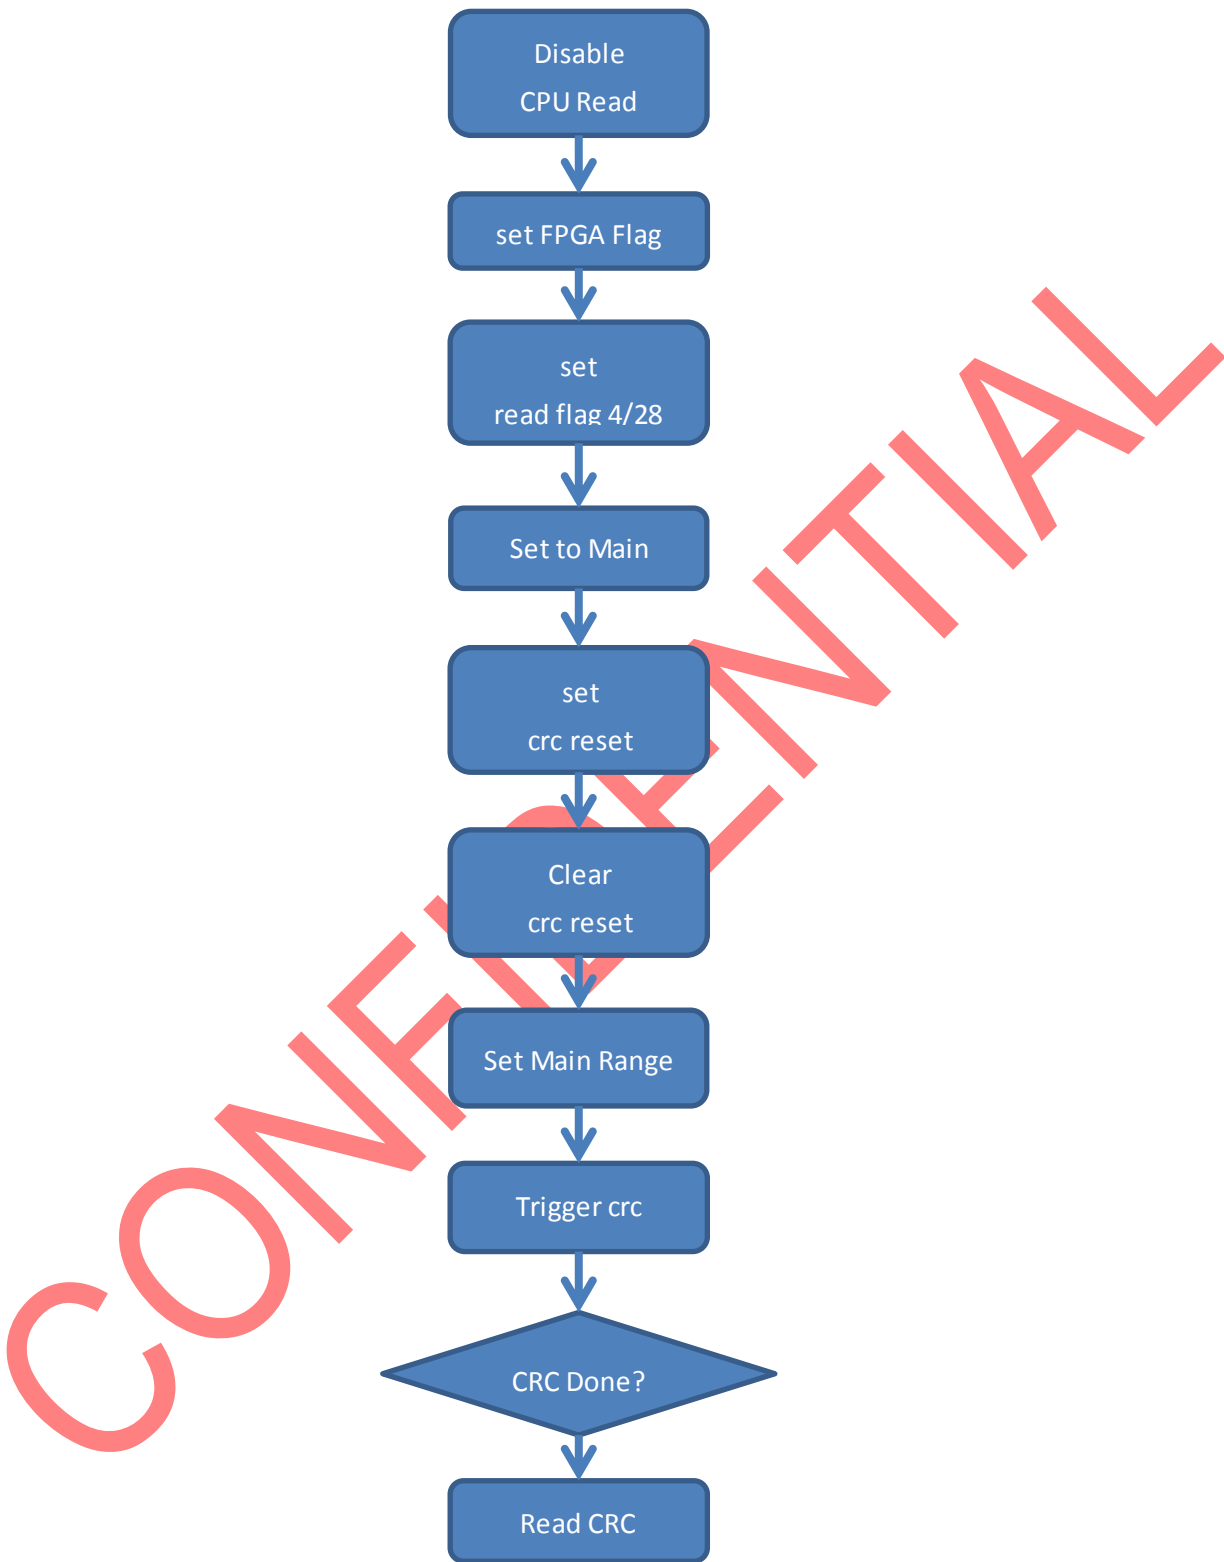 Disable
CPU Read
set FPGA Flag
set
read flag 4/28
Set to Main
set
crc reset
Clear
crc reset
Set Main Range
Trigger crc
CRC Done?
Read CRC
CONFIDENTIAL